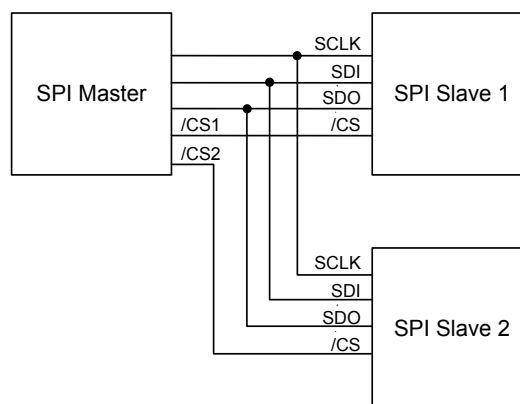 SPI Master
/CS1
/CS2
SCLK
SDI
SDO
/CS
SPI Slave 1
SCLK
SDI
SDO
/CS
SPI Slave 2